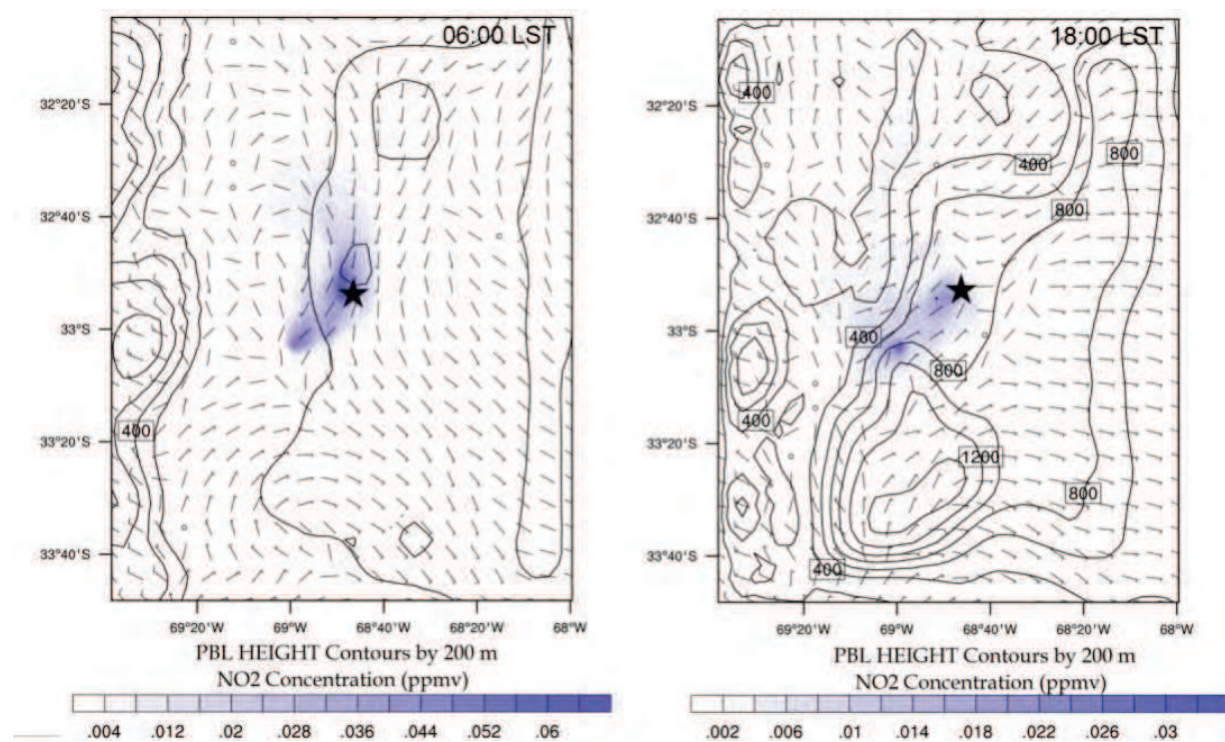 06:00 LST
32°20'S
32°40'S
33°S
400
33°20'S
33°40'S
69°20'W 69°W 68°40'W 68°20'W 68°W
PBL HEIGHT Contours by 200 m
NO2 Concentration (ppmv)
.004 .012 .02 .028 .036 .044 .052 .06
18:00 LST
400
32°20'S
800
400
32°40'S
800
33°S
400
800
400
33°20'S
1200
800
33°40'S
400
69°20'W 69°W 68°40'W 68°20'W 68°W
PBL HEIGHT Contours by 200 m
NO2 Concentration (ppmv)
.002 .006 .01 .014 .018 .022 .026 .03